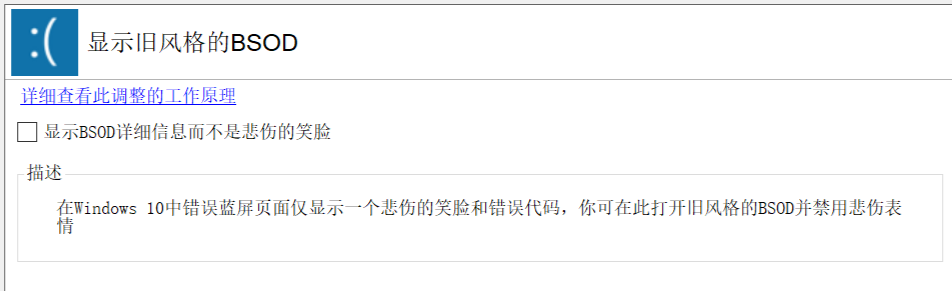 :(
显示旧风格的BSOD
详细查看此调整的工作原理
显示BSOD详细信息而不是悲伤的笑脸
描述
在Windows 10中错误蓝屏页面仅显示一个悲伤的笑脸和错误代码，你可在此打开旧风格的BSOD并禁用悲伤表
情